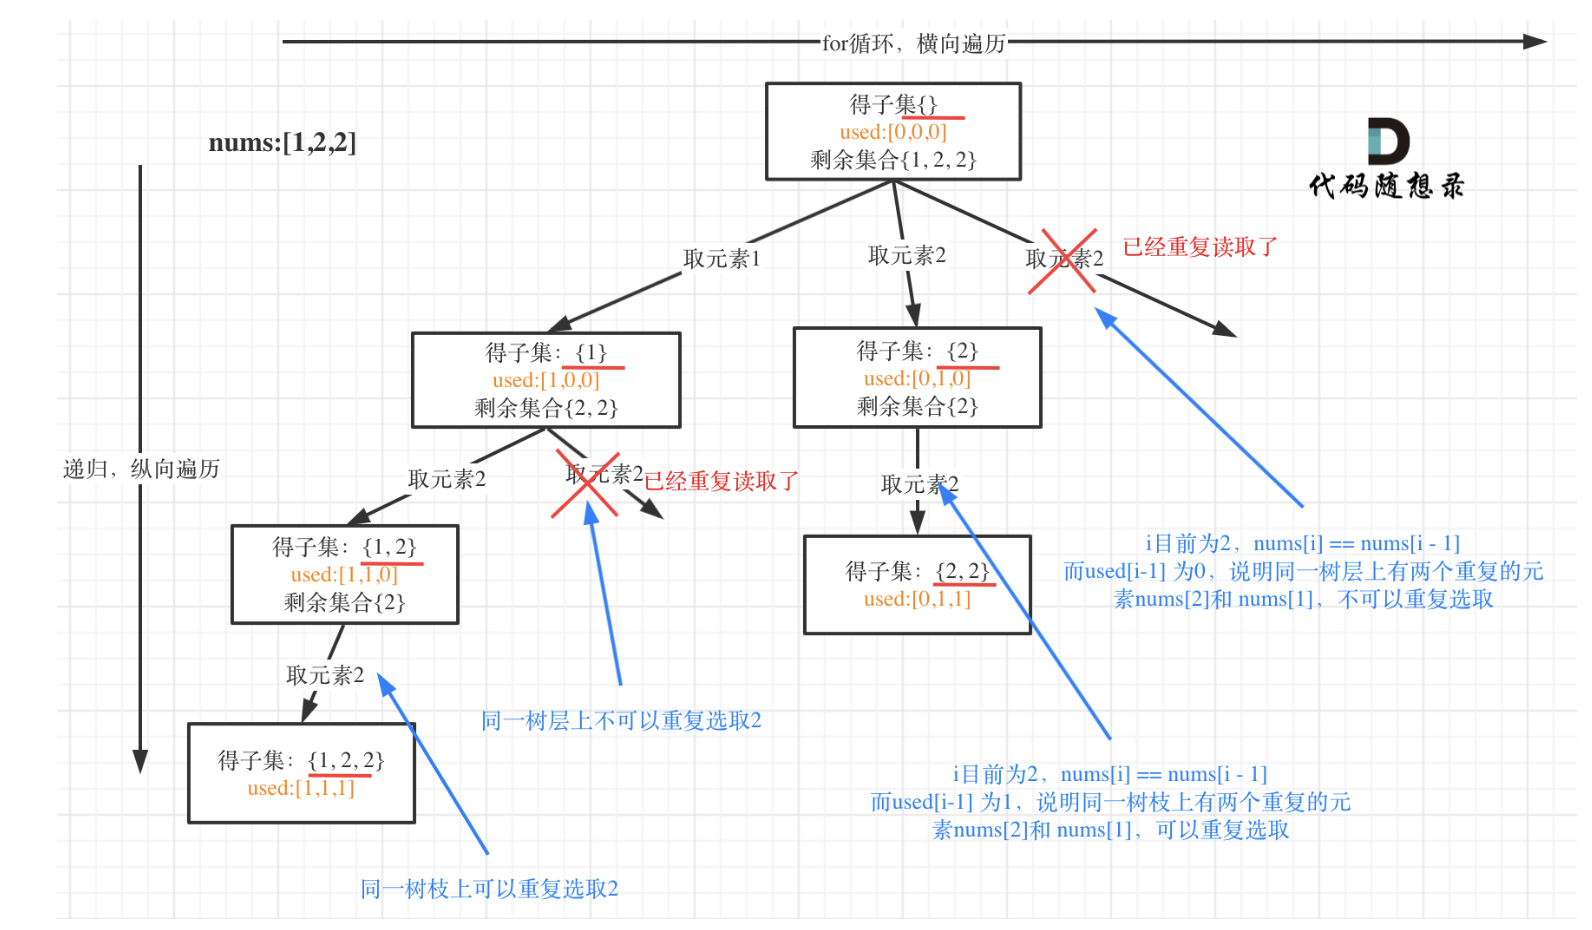 for循环，横向遍历
得子集{}
used:[0,0,0]
剩余集合{1, 2, 2}
nums:[1,2,2]
代码随想录
取元素1
取元素2
取元素2
已经重复读取了
得子集：{1}
used:[1,0,0]
剩余集合{2, 2}
得子集：{2}
used:[0,1,0]
剩余集合{2}
递归，纵向遍历
取元素2
取元素2
已经重复读取了
取元素2
得子集：{1, 2}
used:[1,1,0]
剩余集合{2}
得子集：{2, 2}
used:[0,1,1]
i目前为2，nums[i] == nums[i - 1]
而used[i-1] 为0，说明同一树层上有两个重复的元
素nums[2]和 nums[1]，不可以重复选取
取元素2
同一树层上不可以重复选取2
得子集：{1, 2, 2}
used:[1,1,1]
i目前为2，nums[i] == nums[i - 1]
而used[i-1] 为1，说明同一树枝上有两个重复的元
素nums[2]和 nums[1]，可以重复选取
同一树枝上可以重复选取2